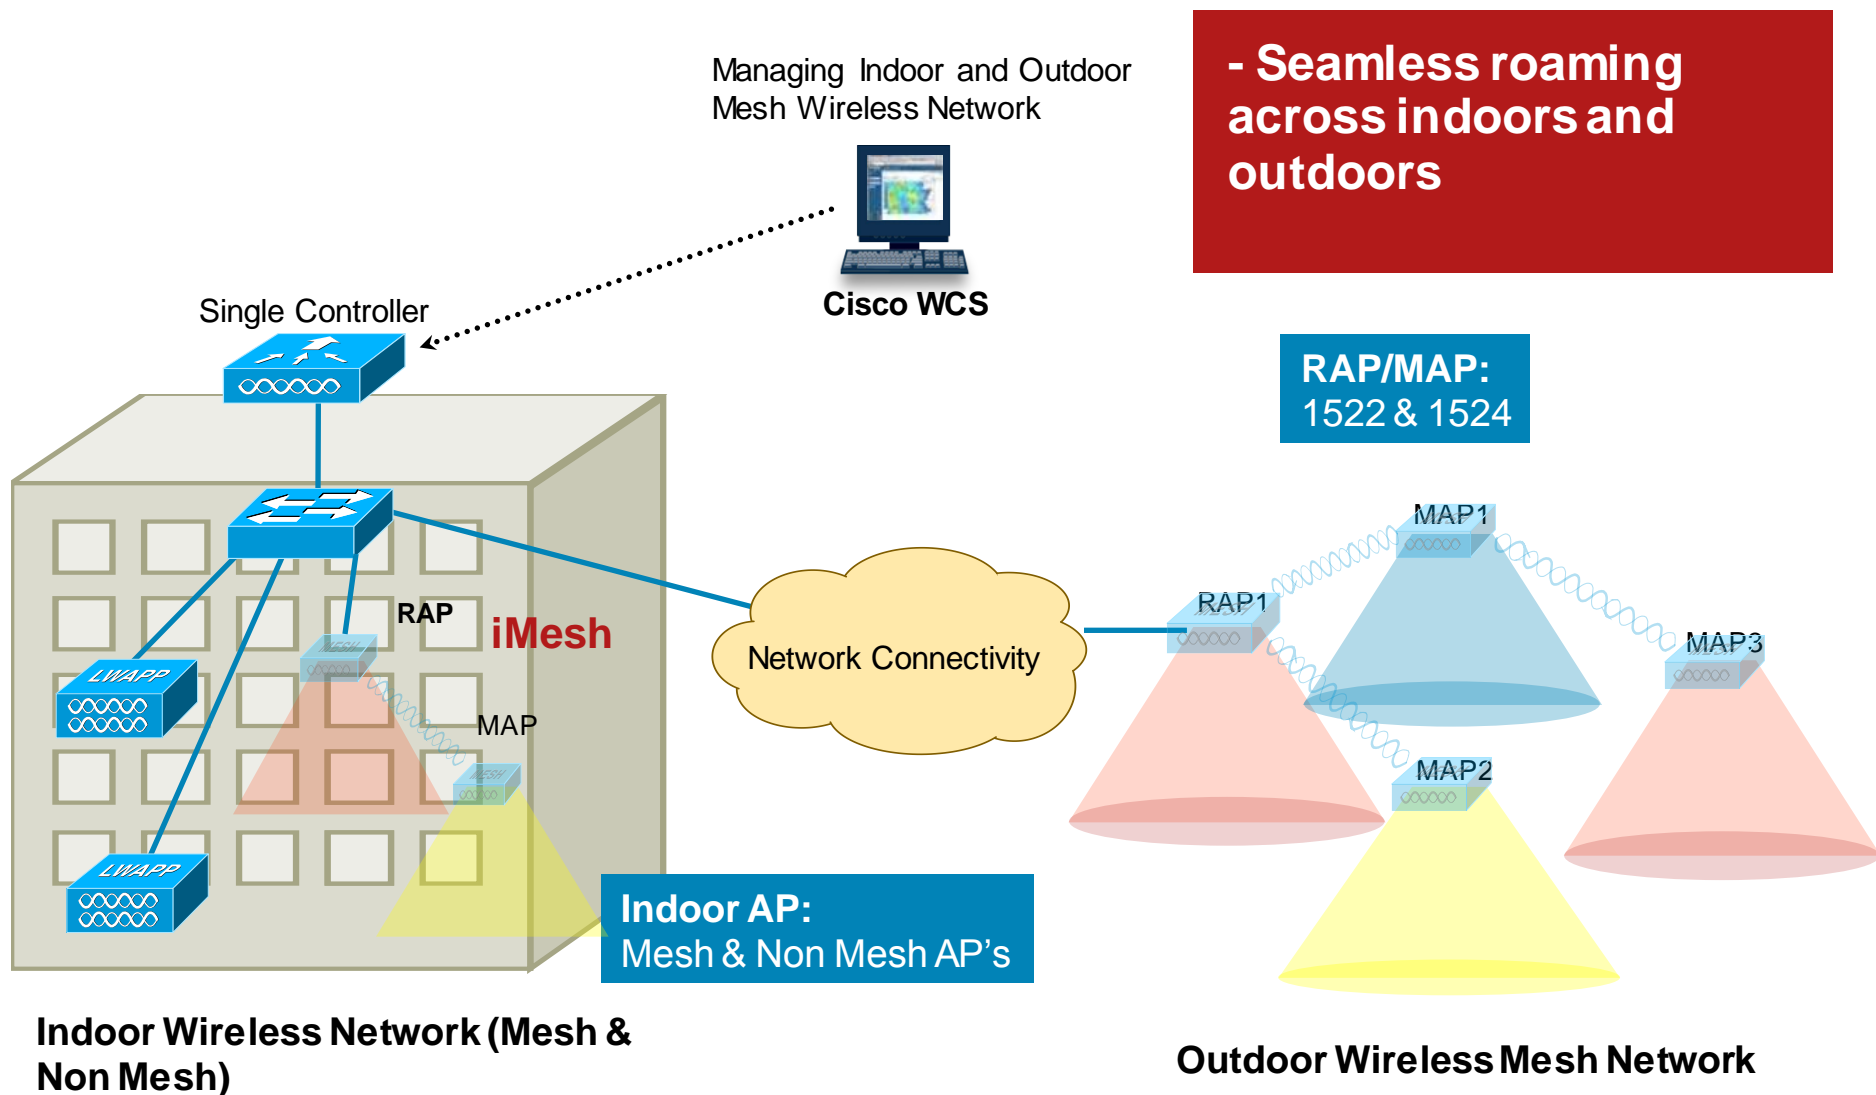 Managing Indoor and Outdoor
Mesh Wireless Network
- Seamless roaming
across indoors and
outdoors
Cisco WCS
Single Controller
RAP/MAP:
1522 & 1524
MAP1
RAP1
MAP3
MAP2
Network Connectivity
RAP
iMesh
MESH
MAP
MESH
LWAPP
LWAPP
Indoor AP:
Mesh & Non Mesh AP's
Indoor Wireless Network (Mesh &
Non Mesh)
Outdoor Wireless Mesh Network